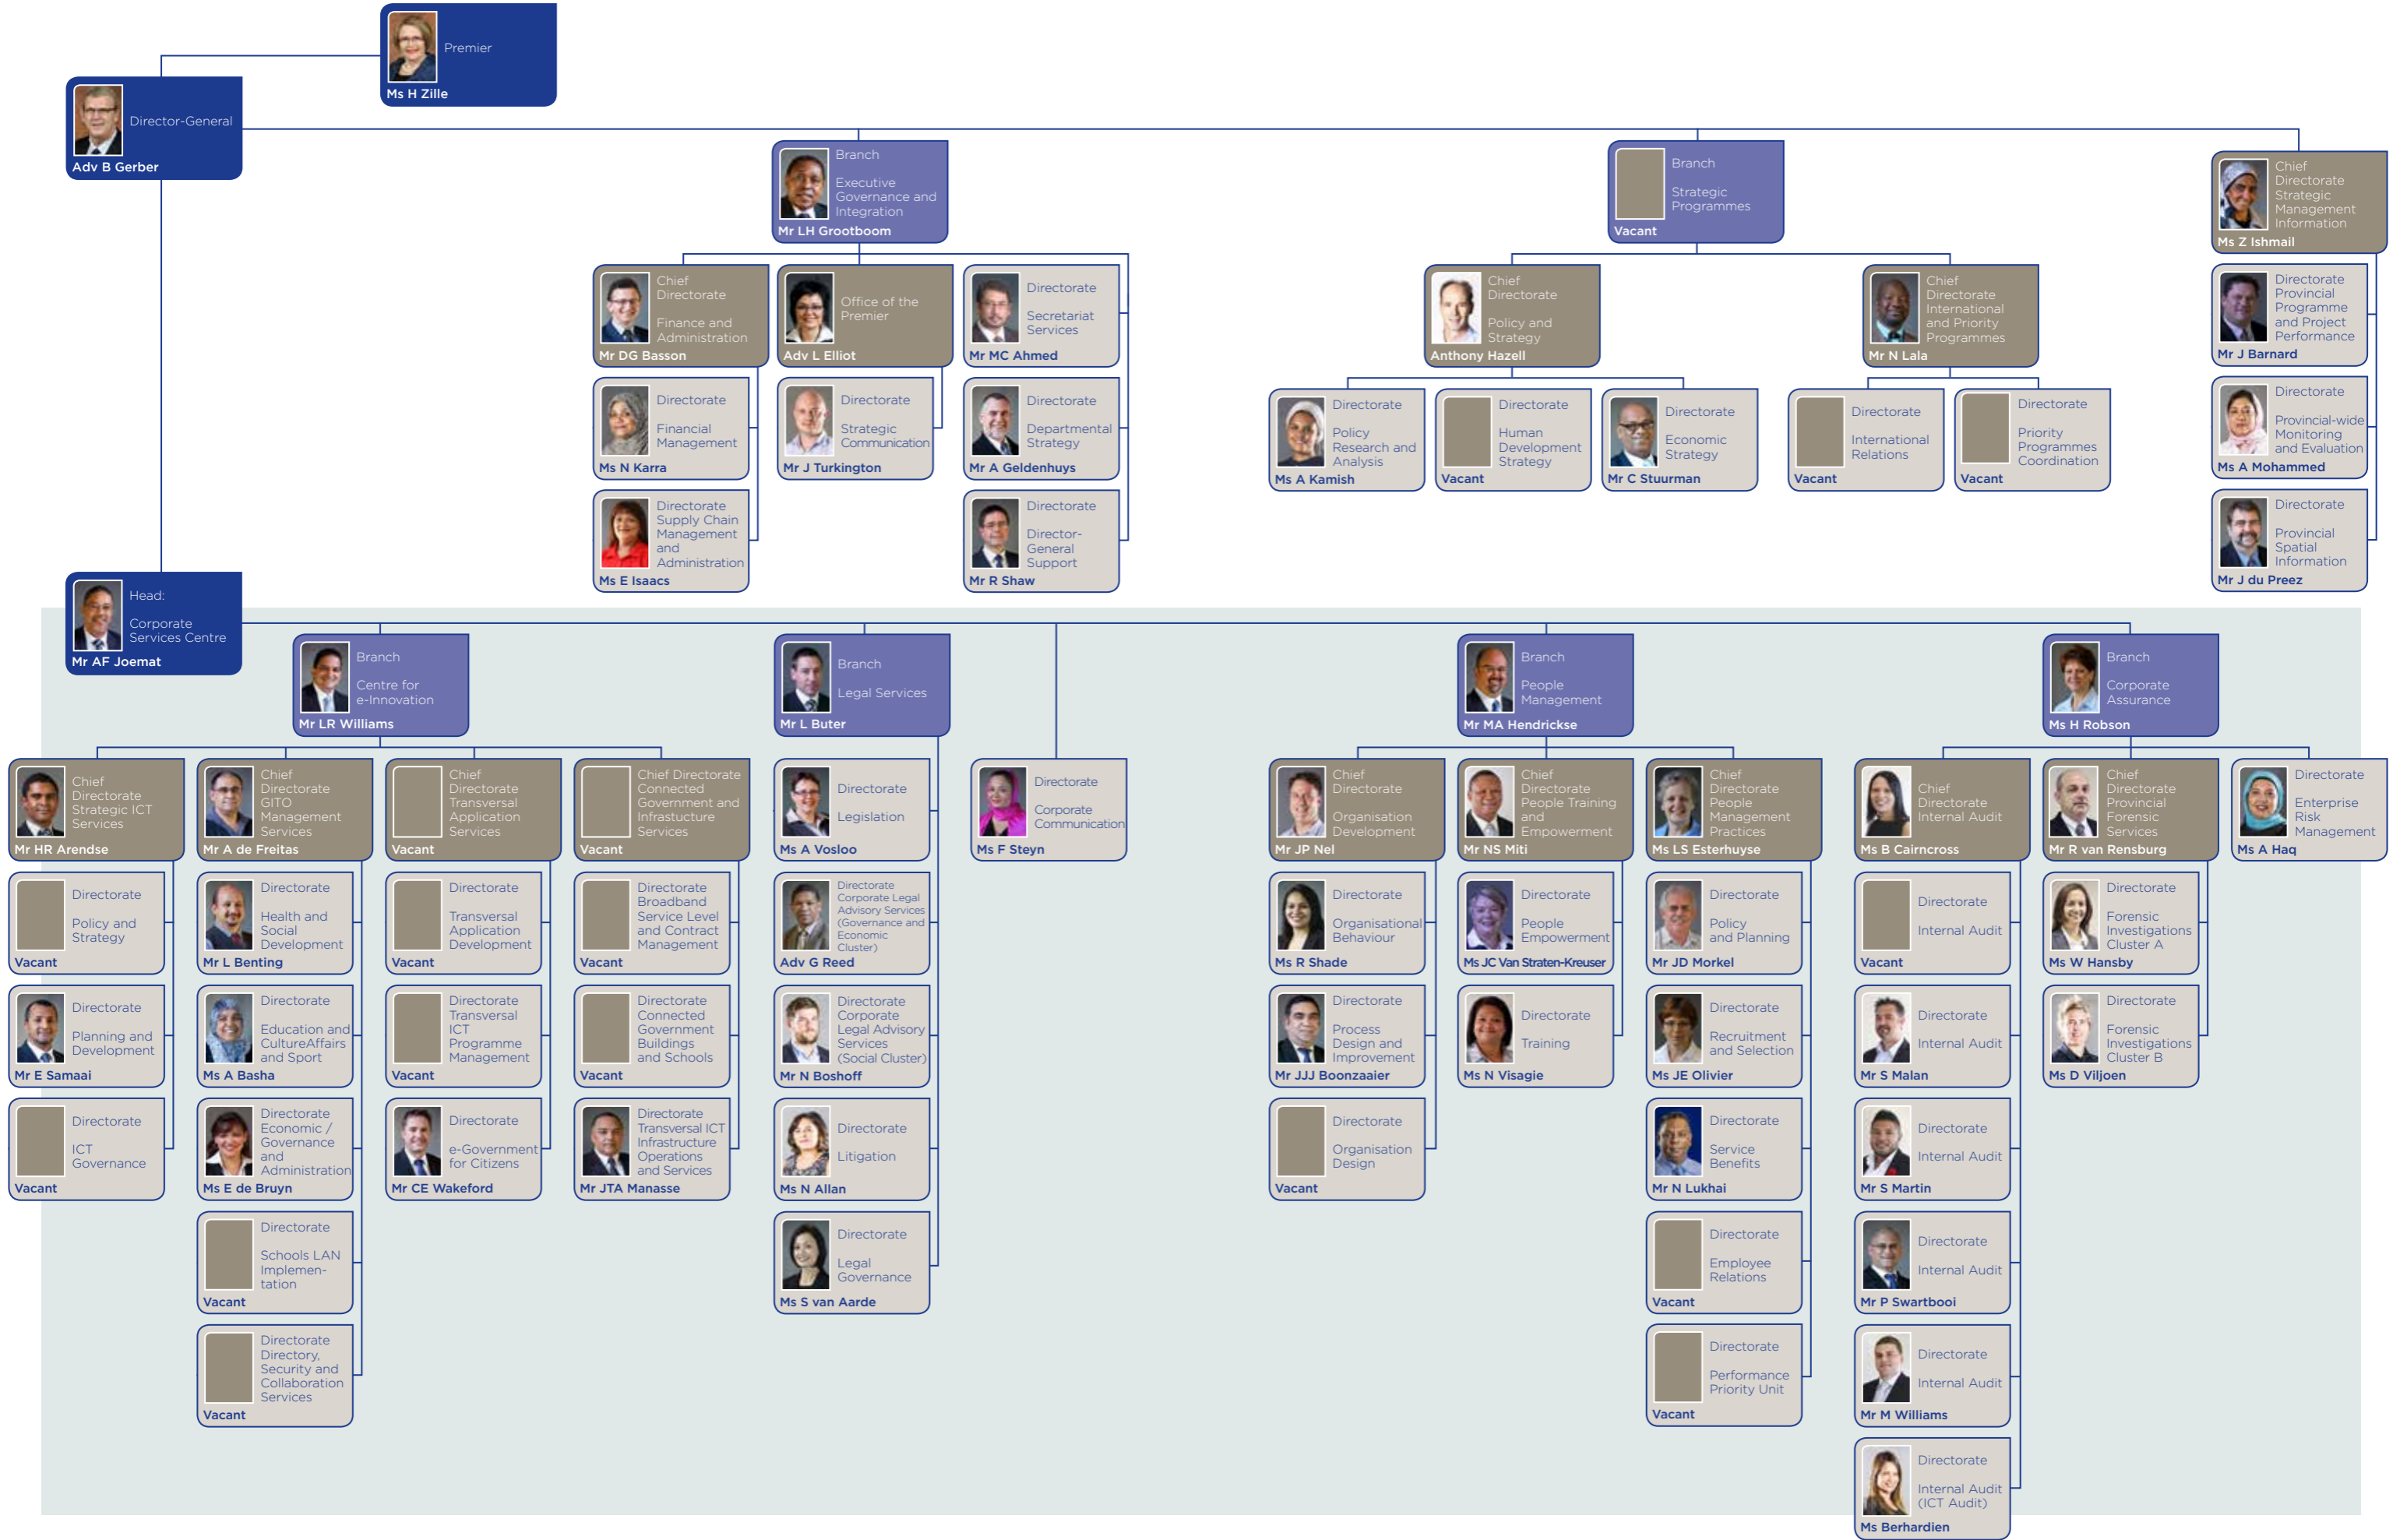 Premier
Ms H Zille
Director-General
Adv B Gerber
Branch
Executive
Governance and
Integration
Mr LH Grootboom
Branch
Strategic
Programmes
Vacant
Chief
Directorate
Strategic
Management
Information
Ms Z Ishmail
Chief
Directorate
Finance and
Administration
Mr DG Basson
Office of the
Premier
Adv L Elliot
Directorate
Secretariat
Services
Mr MC Ahmed
Chief
Directorate
Policy and
Strategy
Anthony Hazell
Chief
Directorate
International
and Priority
Programmes
Mr N Lala
Directorate
Provincial
Programme
and Project
Performance
Mr J Barnard
Directorate
Financial
Management
Ms N Karra
Directorate
Strategic
Communication
Mr J Turkington
Directorate
Departmental
Strategy
Mr A Geldenhuys
Directorate
Policy
Research and
Analysis
Ms A Kamish
Directorate
Human
Development
Strategy
Vacant
Directorate
Economic
Strategy
Mr C Stuurman
Directorate
International
Relations
Vacant
Directorate
Priority
Programmes
Coordination
Vacant
Directorate
Provincial-wide
Monitoring
and Evaluation
Ms A Mohammed
Directorate
Supply Chain
Management
and
Administration
Ms E Isaacs
Directorate
Director-
General
Support
Mr R Shaw
Directorate
Provincial
Spatial
Information
Mr J du Preez
Head:
Corporate
Services Centre
Mr AF Joemat
Branch
Centre for
e-Innovation
Mr LR Williams
Branch
Legal Services
Mr L Buter
Branch
People
Management
Mr MA Hendrickse
Branch
Corporate
Assurance
Ms H Robson
Chief
Directorate
Strategic ICT
Services
Mr HR Arendse
Chief
Directorate
GITO
Management
Services
Mr A de Freitas
Chief
Directorate
Transversal
Application
Services
Vacant
Chief Directorate
Connected
Government and
Infrastucture
Services
Vacant
Directorate
Legislation
Ms A Vosloo
Directorate
Corporate
Communication
Ms F Steyn
Chief
Directorate
Organisation
Development
Mr JP Nel
Chief
Directorate
People Training
and
Empowerment
Mr NS Miti
Chief
Directorate
People
Management
Practices
Ms LS Esterhuyse
Chief
Directorate
Internal Audit
Ms B Cairncross
Chief
Directorate
Provincial
Forensic
Services
Mr R van Rensburg
Directorate
Enterprise
Risk
Management
Ms A Haq
Directorate
Policy and
Strategy
Vacant
Directorate
Health and
Social
Development
Mr L Benting
Directorate
Transversal
Application
Development
Vacant
Directorate
Broadband
Service Level
and Contract
Management
Vacant
Directorate
Corporate Legal
Advisory Services
(Governance and
Economic
Cluster)
Adv G Reed
Directorate
Organisational
Behaviour
Ms R Shade
Directorate
People
Empowerment
Ms JC Van Straten-Kreuser
Directorate
Policy
and Planning
Mr JD Morkel
Directorate
Internal Audit
Vacant
Directorate
Forensic
Investigations
Cluster A
Ms W Hansby
Directorate
Planning and
Development
Mr E Samaai
Directorate
Education and
CultureAffairs
and Sport
Ms A Basha
Directorate
Transversal
ICT
Programme
Management
Vacant
Directorate
Connected
Government
Buildings
and Schools
Vacant
Directorate
Corporate
Legal Advisory
Services
(Social Cluster)
Mr N Boshoff
Directorate
Process
Design and
Improvement
Mr JJJ Boonzaaier
Directorate
Training
Ms N Visagie
Directorate
Recruitment
and Selection
Ms JE Olivier
Directorate
Internal Audit
Mr S Malan
Directorate
Forensic
Investigations
Cluster B
Ms D Viljoen
Directorate
ICT
Governance
Vacant
Directorate
Economic /
Governance
and
Administration
Ms E de Bruyn
Directorate
e-Government
for Citizens
Mr CE Wakeford
Directorate
Transversal ICT
Infrastructure
Operations
and Services
Mr JTA Manasse
Directorate
Litigation
Ms N Allan
Directorate
Organisation
Design
Vacant
Directorate
Service
Benefits
Mr N Lukhai
Directorate
Internal Audit
Mr S Martin
Directorate
Schools LAN
Implemen-
tation
Vacant
Directorate
Legal
Governance
Ms S van Aarde
Directorate
Employee
Relations
Vacant
Directorate
Internal Audit
Mr P Swartbooi
Directorate
Directory,
Security and
Collaboration
Services
Vacant
Directorate
Performance
Priority Unit
Vacant
Directorate
Internal Audit
Mr M Williams
Directorate
Internal Audit
(ICT Audit)
Ms Berhardien